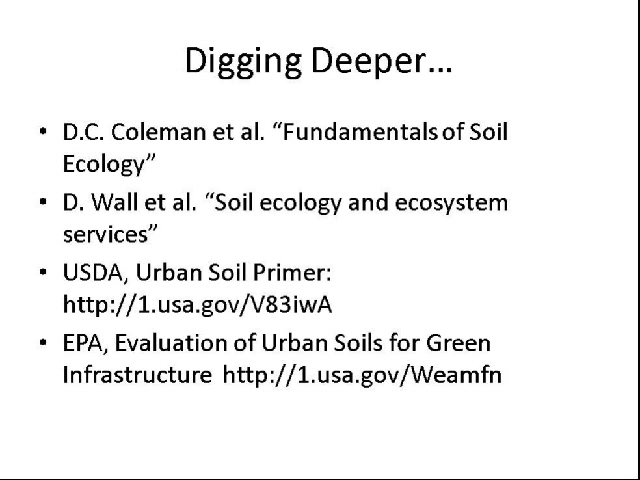 Digging Deeper…
• D.C. Coleman et al. “Fundamentals of Soil
Ecology”
• D. Wall et al. “Soil ecology and ecosystem
services”
• USDA, Urban Soil Primer:
http://1.usa.gov/V83iwA
• EPA, Evaluation of Urban Soils for Green
Infrastructure http://1.usa.gov/Weamfn